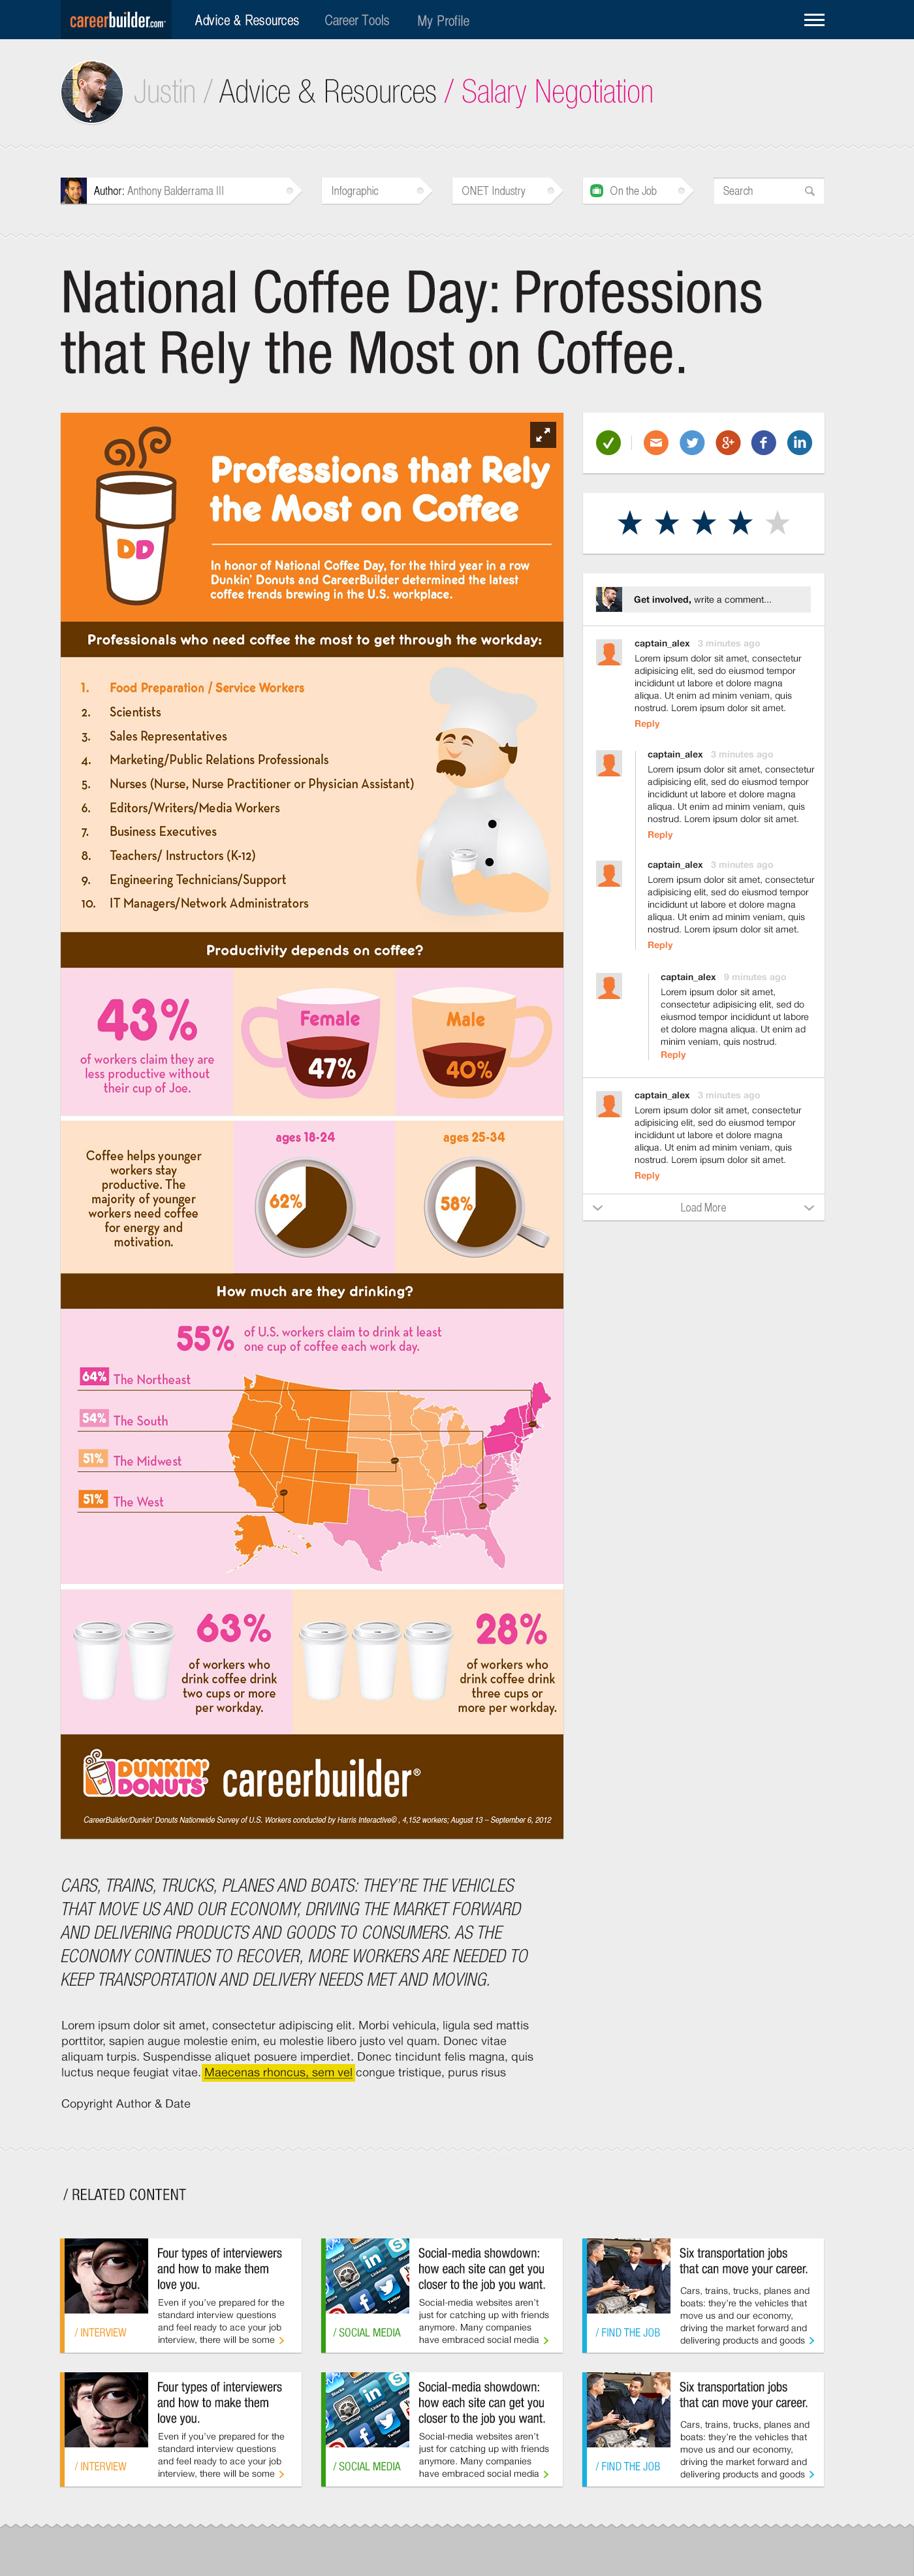 careerbuilder.com
Advice & Resources
Career Tools
My Profile
Justin / Advice & Resources / Salary Negotiation
Author: Anthony Balderrama III
Infographic
ONET Industry
On the Job
Search
National Coffee Day: Professions
that Rely the Most on Coffee.
Professions that Rely
the Most on Coffee
DD
In honor of National Coffee Day, for the third year in a row
Dunkin' Donuts and CareerBuilder determined the latest
coffee trends brewing in the U.S. workplace.
Professionals who need coffee the most to get through the workday:
1. Food Preparation / Service Workers
2. Scientists
3. Sales Representatives
4. Marketing/Public Relations Professionals
5. Nurses (Nurse, Nurse Practitioner or Physician Assistant)
6. Editors/Writers/Media Workers
7. Business Executives
8. Teachers/ Instructors (K-12)
9. Engineering Technicians/Support
10. IT Managers/Network Administrators
Productivity depends on coffee?
43%
of workers claim they are
less productive without
their cup of Joe.
Female
47%
Male
40%
Coffee helps younger
workers stay
productive. The
majority of younger
workers need coffee
for energy and
motivation.
ages 18-24
62%
ages 25-34
58%
How much are they drinking?
55%
of U.S. workers claim to drink at least
one cup of coffee each work day.
64% The Northeast
54% The South
51% The Midwest
51% The West
63%
of workers who
drink coffee drink
two cups or more
per workday.
28%
of workers who
drink coffee drink
three cups or
more per workday.
DD
DUNKIN'
DONUTS
careerbuilder®
CareerBuilder/Dunkin' Donuts Nationwide Survey of U.S. Workers conducted by Harris Interactive© , 4,152 workers; August 13 – September 6, 2012
g+
f
in
Get involved, write a comment...
captain_alex 3 minutes ago
Lorem ipsum dolor sit amet, consectetur
adipisicing elit, sed do eiusmod tempor
incididunt ut labore et dolore magna
aliqua. Ut enim ad minim veniam, quis
nostrud. Lorem ipsum dolor sit amet.
Reply
captain_alex 3 minutes ago
Lorem ipsum dolor sit amet, consectetur
adipisicing elit, sed do eiusmod tempor
incididunt ut labore et dolore magna
aliqua. Ut enim ad minim veniam, quis
nostrud. Lorem ipsum dolor sit amet.
Reply
captain_alex 3 minutes ago
Lorem ipsum dolor sit amet, consectetur
adipisicing elit, sed do eiusmod tempor
incididunt ut labore et dolore magna
aliqua. Ut enim ad minim veniam, quis
nostrud. Lorem ipsum dolor sit amet.
Reply
captain_alex 9 minutes ago
Lorem ipsum dolor sit amet,
consectetur adipisicing elit, sed do
eiusmod tempor incididunt ut labore
et dolore magna aliqua. Ut enim ad
minim veniam, quis nostrud.
Reply
captain_alex 3 minutes ago
Lorem ipsum dolor sit amet, consectetur
adipisicing elit, sed do eiusmod tempor
incididunt ut labore et dolore magna
aliqua. Ut enim ad minim veniam, quis
nostrud. Lorem ipsum dolor sit amet.
Reply
Load More
CARS, TRAINS, TRUCKS, PLANES AND BOATS: THEY'RE THE VEHICLES
THAT MOVE US AND OUR ECONOMY, DRIVING THE MARKET FORWARD
AND DELIVERING PRODUCTS AND GOODS TO CONSUMERS. AS THE
ECONOMY CONTINUES TO RECOVER, MORE WORKERS ARE NEEDED TO
KEEP TRANSPORTATION AND DELIVERY NEEDS MET AND MOVING.
Lorem ipsum dolor sit amet, consectetur adipiscing elit. Morbi vehicula, ligula sed mattis
porttitor, sapien augue molestie enim, eu molestie libero justo vel quam. Donec vitae
aliquam turpis. Suspendisse aliquet posuere imperdiet. Donec tincidunt felis magna, quis
luctus neque feugiat vitae. Maecenas rhoncus, sem vel congue tristique, purus risus
Copyright Author & Date
/ RELATED CONTENT
Four types of interviewers
and how to make them
love you.
Even if you've prepared for the
standard interview questions
and feel ready to ace your job
interview, there will be some
/ INTERVIEW
Social-media showdown:
how each site can get you
closer to the job you want.
Social-media websites aren't
just for catching up with friends
anymore. Many companies
have embraced social media
/ SOCIAL MEDIA
Six transportation jobs
that can move your career.
Cars, trains, trucks, planes and
boats: they're the vehicles that
move us and our economy,
driving the market forward and
delivering products and goods
/ FIND THE JOB
Four types of interviewers
and how to make them
love you.
Even if you've prepared for the
standard interview questions
and feel ready to ace your job
interview, there will be some
/ INTERVIEW
Social-media showdown:
how each site can get you
closer to the job you want.
Social-media websites aren't
just for catching up with friends
anymore. Many companies
have embraced social media
/ SOCIAL MEDIA
Six transportation jobs
that can move your career.
Cars, trains, trucks, planes and
boats: they're the vehicles that
move us and our economy,
driving the market forward and
delivering products and goods
/ FIND THE JOB